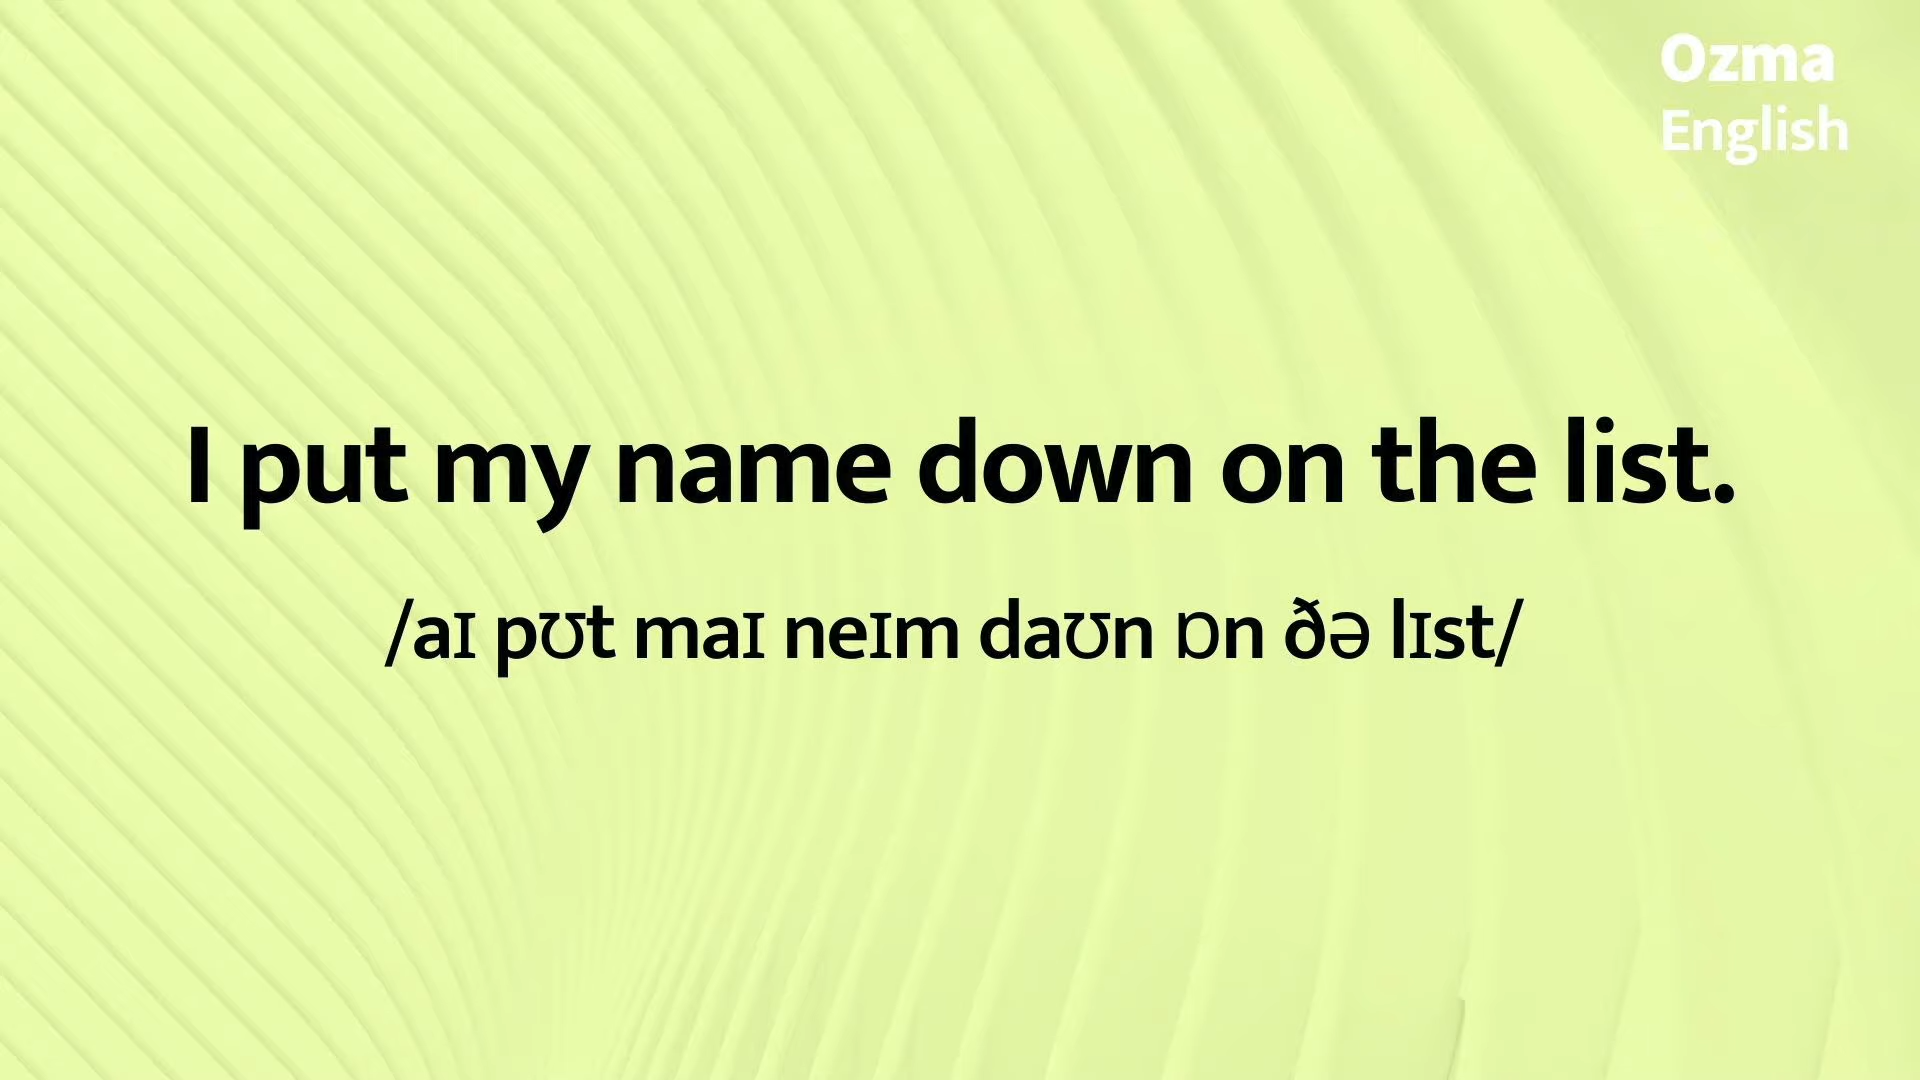 Ozma
English
I put my name down on the list.
/aɪ pʊt maɪ neɪm daʊn ɒn ðə lɪst/